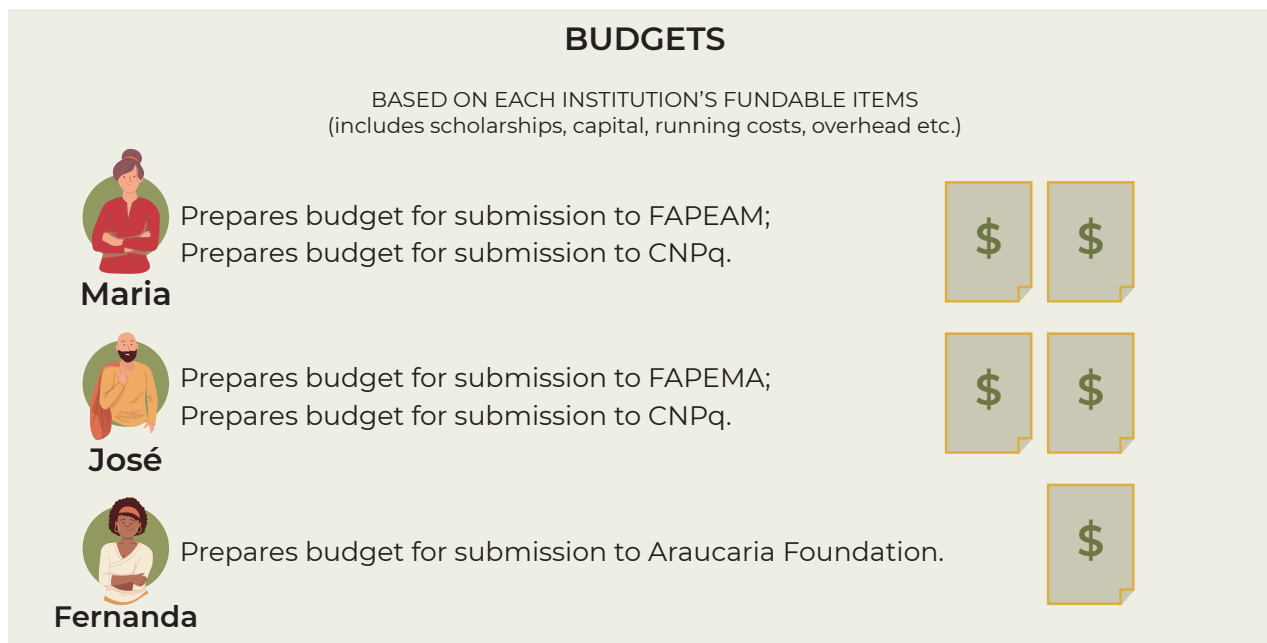 BUDGETS
BASED ON EACH INSTITUTION’S FUNDABLE ITEMS
(includes scholarships, capital, running costs, overhead etc.)
Prepares budget for submission to FAPEAM;
Prepares budget for submission to CNPq.
Maria
$ $
Prepares budget for submission to FAPEMA;
Prepares budget for submission to CNPq.
José
$ $
Prepares budget for submission to Araucaria Foundation.
Fernanda
$